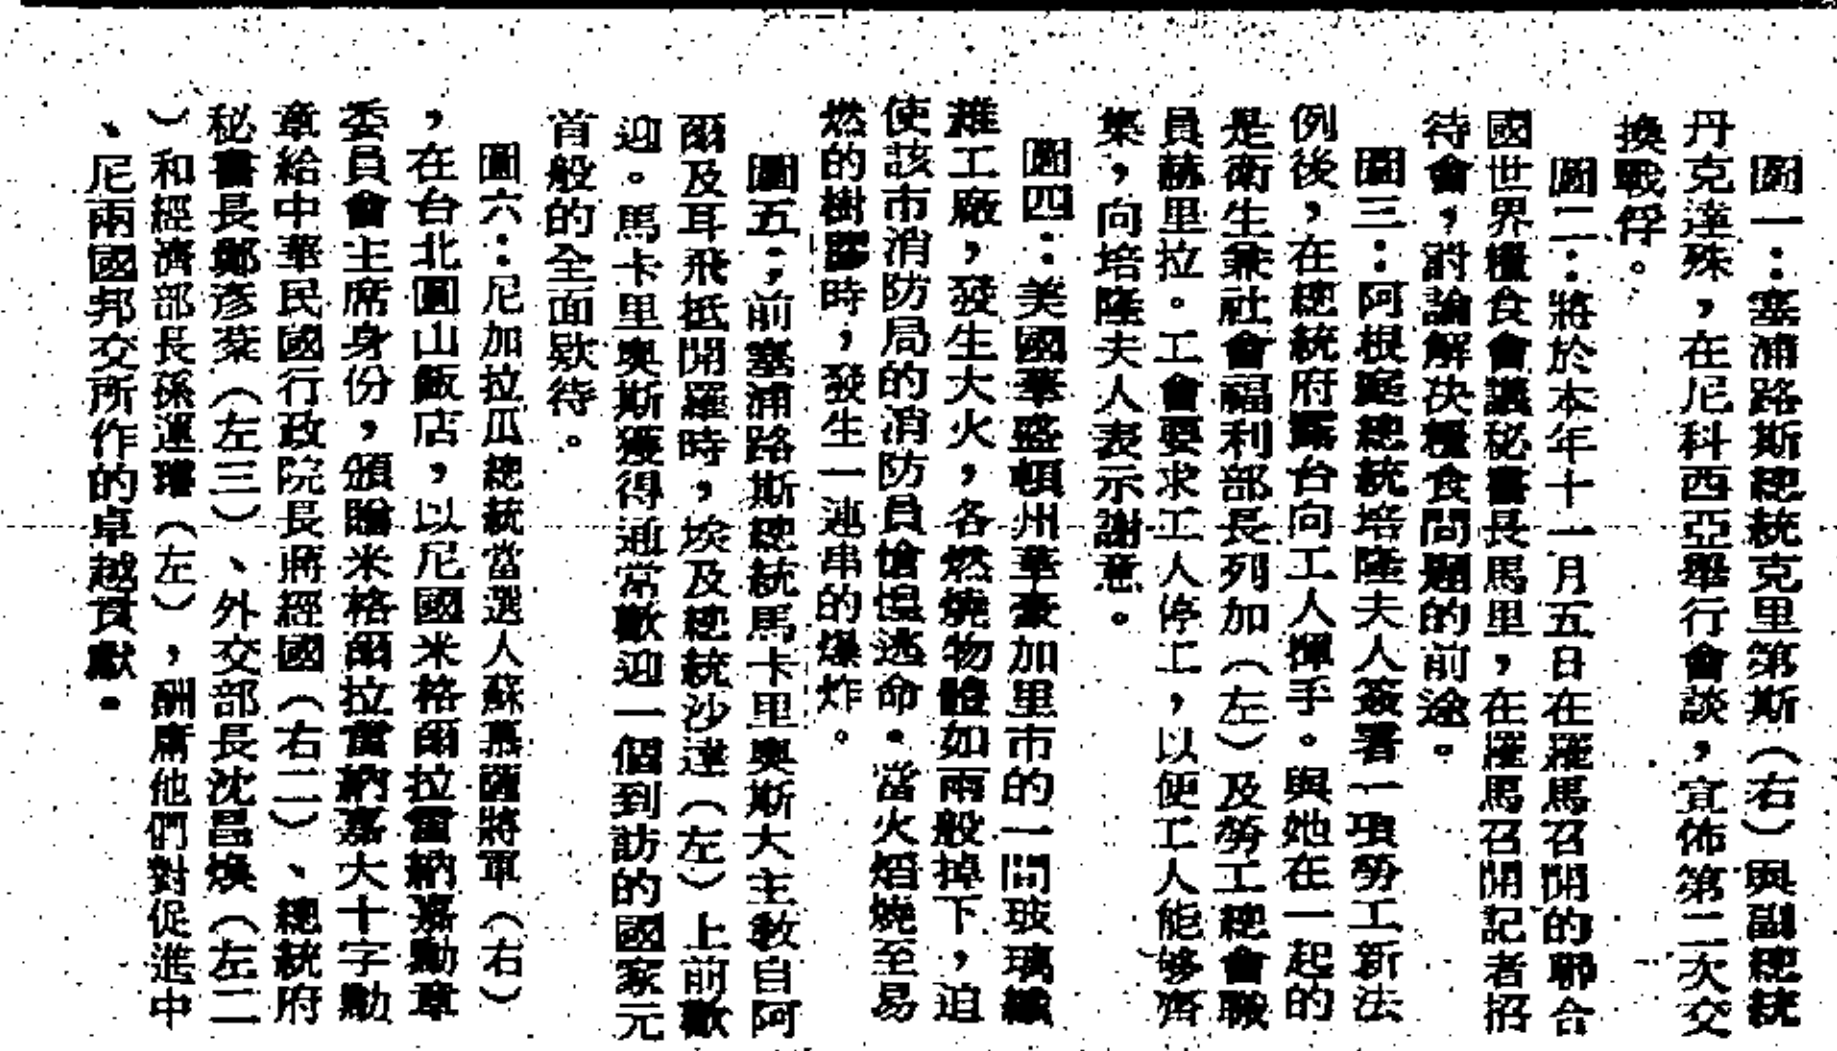 圖一：塞浦路斯總統克里第斯（右）與副總統
丹克達殊，在尼科西亞舉行會談，宣佈第二次交
換戰俘。
圖二：將於本年十一月五日在羅馬召開的聯合
國世界糧食會議秘書長馬里，在羅馬召開記者招
待會，討論解決糧食問題的前途。
圖三：阿根庭總統培隆夫人簽署一項勞工新法
例後，在總統府露台向工人揮手。與她在一起的
是衛生兼社會福利部長列加（左）及勞工總會職
員赫里拉。工會要求工人停工，以便工人能够齊
集，向培隆夫人表示謝意。
圖四：美國華盛頓州華豪加里市的一間玻璃纖
維工廠，發生大火，各燃燒物體如雨般掉下，迫
使該市消防局的消防員愴惶逃命。當火焰燒至易
燃的樹膠時，發生一連串的爆炸。
圖五：前塞浦路斯總統馬卡里奧斯大主教自阿
爾及耳飛抵開羅時，埃及總統沙達（左）上前歡
迎。馬卡里奧斯獲得通常歡迎一個到訪的國家元
首般的全面欵待。
圖六：尼加拉瓜總統當選人蘇慕薩將軍（右）
，在台北圓山飯店，以尼國米格爾拉雷納嘉勳章
委員會主席身份，頒贈米格爾拉雷納嘉大十字勳
章給中華民國行政院長蔣經國（右二）、總統府
秘書長鄭彥棻（左三）、外交部長沈昌煥（左二
）和經濟部長孫運璿（左），酬庸他們對促進中
、尼兩國邦交所作的卓越貢獻。